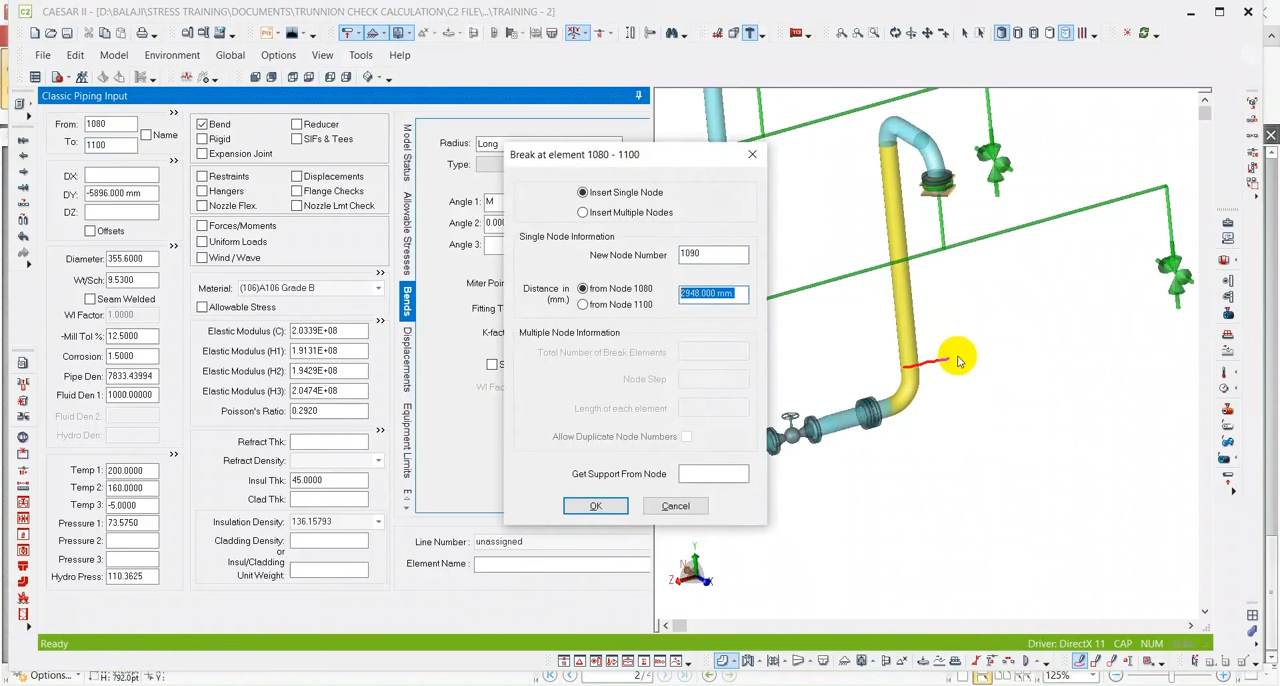 CAESAR II - [D:\BALAJI\STRESS TRAINING\DOCUMENTS\TRUNNION CHECK CALCULATION\C2 FILE\,...\TRAINING - 2]
File Edit Model Environment Global Options View Tools Help
Classic Piping Input
From: 1080
To: 1100
Name
DX:
DY: -5896.000 mm
DZ:
Offsets
Diameter: 355.6000
Wt/Sch: 9.5300
Seam Welded
WI Factor: 1.0000
-Mill Tol % 12.5000
Corrosion: 1.5000
Pipe Den: 7833.43994
Fluid Den 1: 1000.00000
Fluid Den 2:
Hydro Den:
Temp 1: 200.0000
Temp 2: 160.0000
Temp 3: -5.0000
Pressure 1: 73.5750
Pressure 2:
Pressure 3:
Hydro Press: 110.3625
Bend
Reducer
Rigid
SIFs & Tees
Expansion Joint
Restraints
Displacements
Hangers
Flange Checks
Nozzle Flex.
Nozzle Lmt Check
Forces/Moments
Uniform Loads
Wind / Wave
Material: (106)A106 Grade B
Allowable Stress
Elastic Modulus (C): 2.0339E+08
Elastic Modulus (H1): 1.9131E+08
Elastic Modulus (H2): 1.9429E+08
Elastic Modulus (H3): 2.0474E+08
Poisson's Ratio: 0.2920
Refract Thk:
Refract Density:
Insul Thk: 45.0000
Clad Thk:
Insulation Density: 136.15793
Cladding Density:
or
Insul/Cladding
Unit Weight:
Model Status
Allowable Stresses
Bends
Displacements
Equipment Limits
Radius: Long
Type:
Angle 1: M
Angle 2: 0.000
Angle 3:
Miter Poin
Fitting T
K-fact
WI Fac
Line Number: unassigned
Element Name:
Break at element 1080 - 1100
Insert Single Node
Insert Multiple Nodes
Single Node Information
New Node Number 1090
Distance in (mm.)
from Node 1080
from Node 1100
2948.000 mm.
Multiple Node Information
Total Number of Break Elements
Node Step
Length of each element
Allow Duplicate Node Numbers
Get Support From Node
OK Cancel
Y
N
Z X
Ready
Driver: DirectX 11 CAP NUM
Options...
H: 792.0pt
Y:
2/2
125%